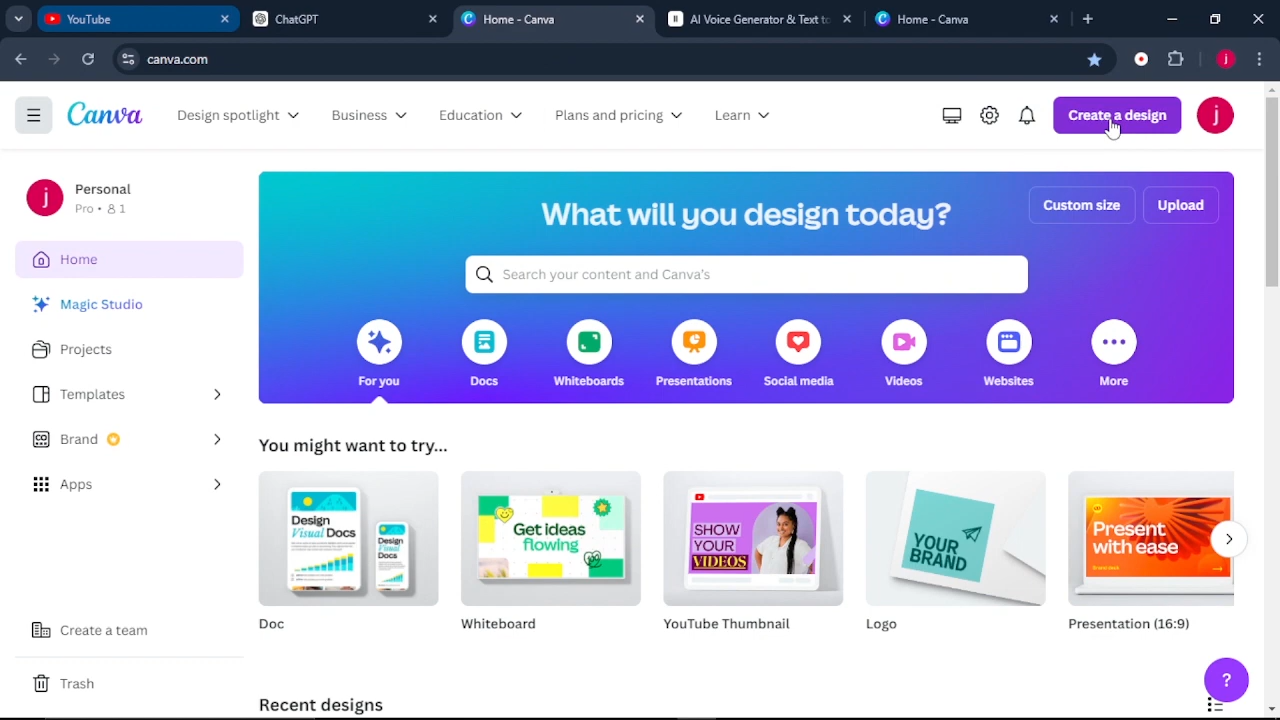 YouTube
ChatGPT
Home - Canva
AI Voice Generator & Text to
Home - Canva
canva.com
j
Canva
Design spotlight
Business
Education
Plans and pricing
Learn
Create a design
j
j
Personal
Pro • 1
Home
Magic Studio
Projects
Templates
Brand
Apps
Create a team
Trash
What will you design today?
Custom size
Upload
Search your content and Canva's
For you
Docs
Whiteboards
Presentations
Social media
Videos
Websites
More
You might want to try...
Design
Visual Docs
Design
Visual Docs
Get ideas
flowing
SHOW
YOUR
VIDEOS
YOUR
BRAND
Present
with ease
Doc
Whiteboard
YouTube Thumbnail
Logo
Presentation (16:9)
?
Recent designs